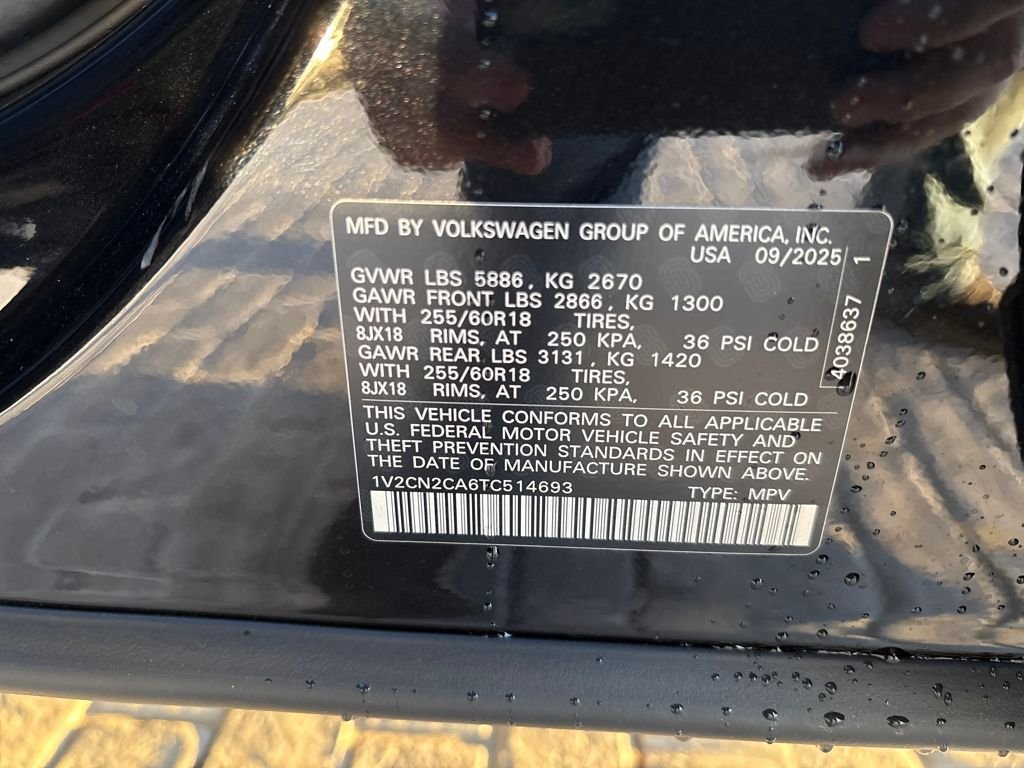 MFD BY VOLKSWAGEN GROUP OF AMERICA, INC.
USA 09/2025
GVWR LBS 5886, KG 2670
GAWR FRONT LBS 2866, KG 1300
WITH 255/60R18 TIRES,
8JX18 RIMS, AT 250 KPA, 36 PSI COLD
GAWR REAR LBS 3131, KG 1420
WITH 255/60R18 TIRES,
8JX18 RIMS, AT 250 KPA, 36 PSI COLD
THIS VEHICLE CONFORMS TO ALL APPLICABLE
U.S. FEDERAL MOTOR VEHICLE SAFETY AND
THEFT PREVENTION STANDARDS IN EFFECT ON
THE DATE OF MANUFACTURE SHOWN ABOVE.
1V2CN2CA6TC514693 TYPE: MPV
4038637 1